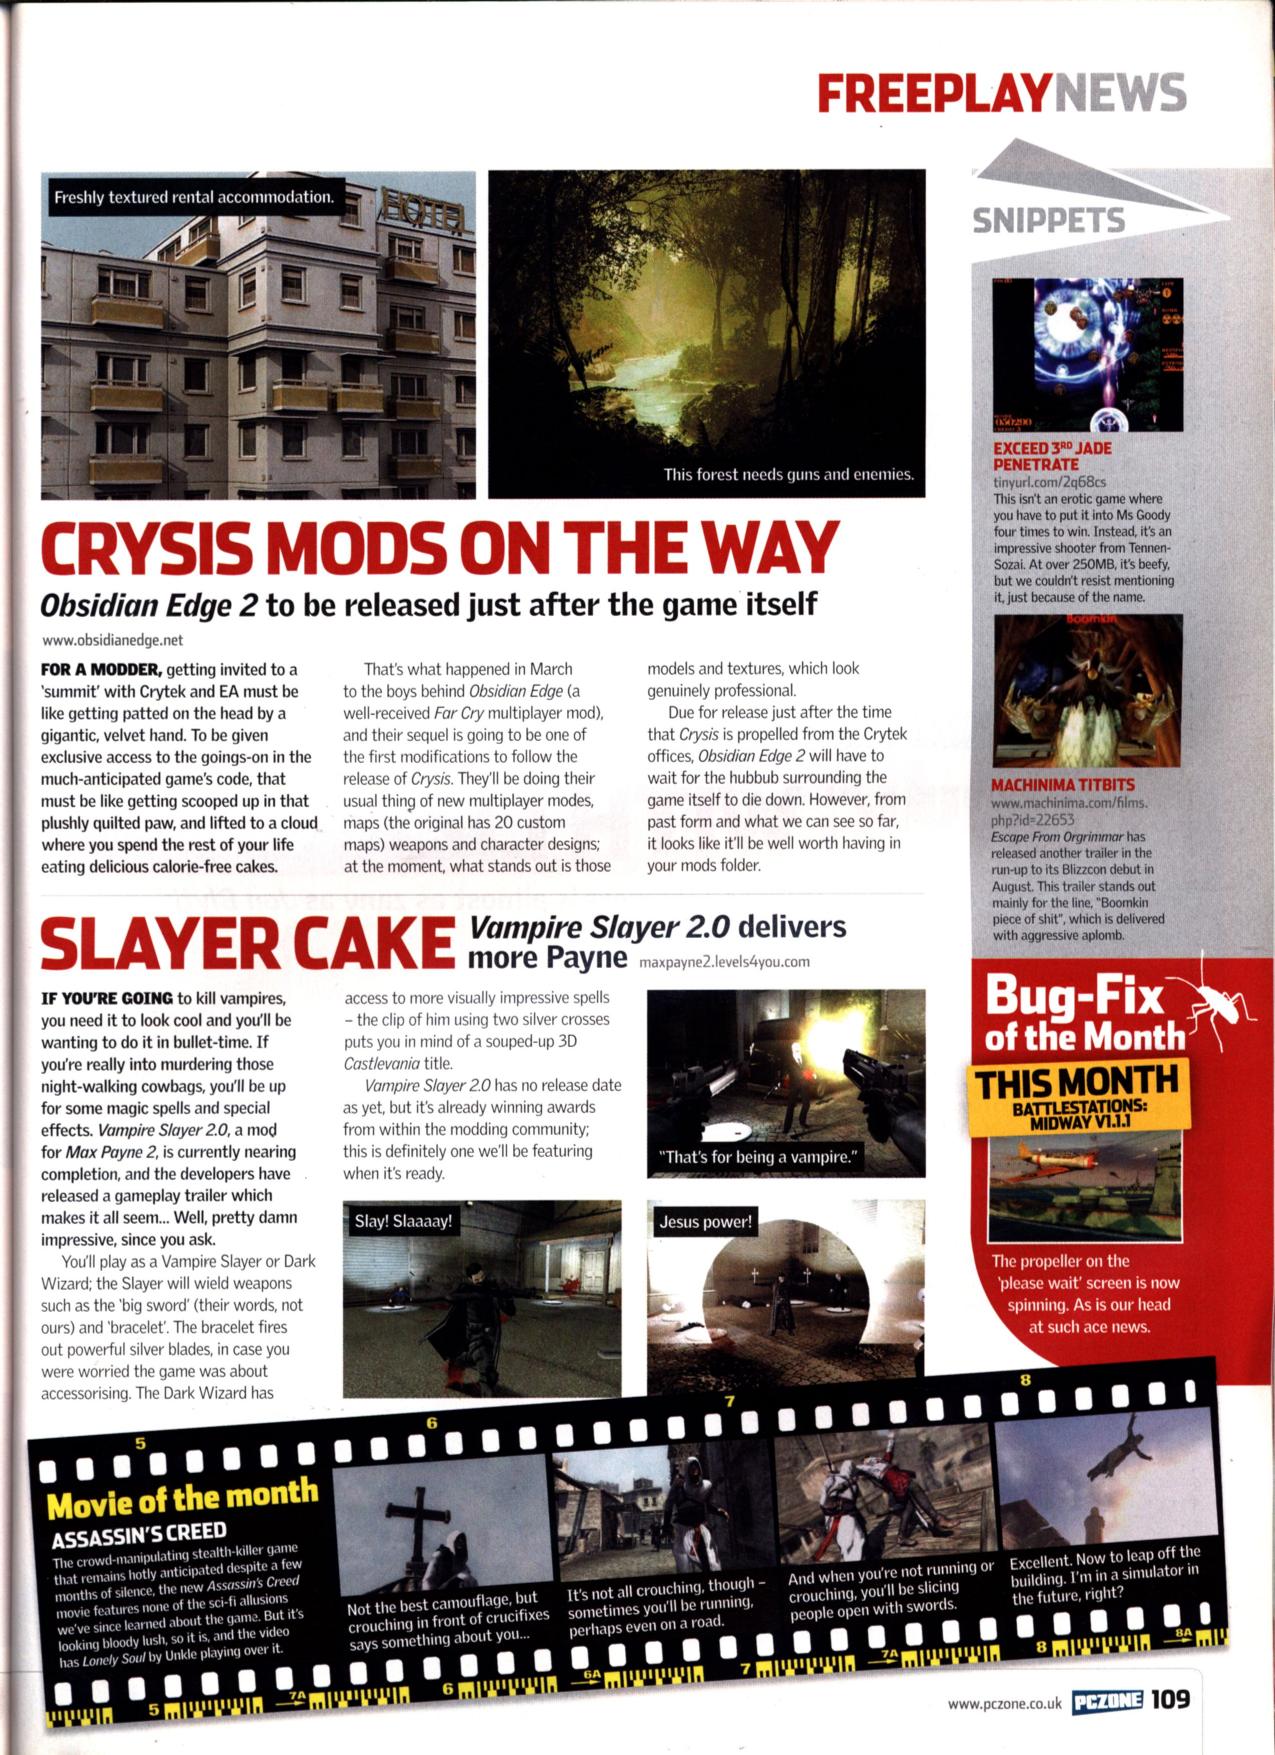 FREEPLAYNEWS
Freshly textured rental accommodation.
HOTEL
This forest needs guns and enemies.
CRYSIS MODS ON THE WAY
Obsidian Edge 2 to be released just after the game itself
www.obsidianedge.net
FOR A MODDER, getting invited to a
'summit' with Crytek and EA must be
like getting patted on the head by a
gigantic, velvet hand. To be given
exclusive access to the goings-on in the
much-anticipated game's code, that
must be like getting scooped up in that
plushly quilted paw, and lifted to a cloud
where you spend the rest of your life
eating delicious calorie-free cakes.
That's what happened in March
to the boys behind Obsidian Edge (a
well-received Far Cry multiplayer mod),
and their sequel is going to be one of
the first modifications to follow the
release of Crysis. They'll be doing their
usual thing of new multiplayer modes,
maps (the original has 20 custom
maps) weapons and character designs;
at the moment, what stands out is those
models and textures, which look
genuinely professional.
Due for release just after the time
that Crysis is propelled from the Crytek
offices, Obsidian Edge 2 will have to
wait for the hubbub surrounding the
game itself to die down. However, from
past form and what we can see so far,
it looks like it'll be well worth having in
your mods folder.
SLAYER CAKE
Vampire Slayer 2.0 delivers
more Payne maxpayne2.levels4you.com
IF YOU'RE GOING to kill vampires,
you need it to look cool and you'll be
wanting to do it in bullet-time. If
you're really into murdering those
night-walking cowbags, you'll be up
for some magic spells and special
effects. Vampire Slayer 2.0, a mod
for Max Payne 2, is currently nearing
completion, and the developers have
released a gameplay trailer which
makes it all seem... Well, pretty damn
impressive, since you ask.
You'll play as a Vampire Slayer or Dark
Wizard; the Slayer will wield weapons
such as the 'big sword' (their words, not
ours) and 'bracelet'. The bracelet fires
out powerful silver blades, in case you
were worried the game was about
accessorising. The Dark Wizard has
access to more visually impressive spells
– the clip of him using two silver crosses
puts you in mind of a souped-up 3D
Castlevania title.
Vampire Slayer 2.0 has no release date
as yet, but it's already winning awards
from within the modding community;
this is definitely one we'll be featuring
when it's ready.
"That's for being a vampire."
Slay! Slaaaay!
Jesus power!
SNIPPETS
EXCEED 3RD JADE
PENETRATE
tinyurl.com/2q68cs
This isn't an erotic game where
you have to put it into Ms Goody
four times to win. Instead, it's an
impressive shooter from Tennen-
Sozai. At over 250MB, it's beefy,
but we couldn't resist mentioning
it, just because of the name.
Boomkin
MACHINIMA TITBITS
www.machinima.com/films.
php?id=22653
Escape From Orgrimmar has
released another trailer in the
run-up to its Blizzcon debut in
August. This trailer stands out
mainly for the line, "Boomkin
piece of shit", which is delivered
with aggressive aplomb.
Bug-Fix
of the Month
THIS MONTH
BATTLESTATIONS:
MIDWAY V1.1.1
The propeller on the
'please wait' screen is now
spinning. As is our head
at such ace news.
5
6
7
8
Movie of the month
ASSASSIN'S CREED
The crowd-manipulating stealth-killer game
that remains hotly anticipated despite a few
months of silence, the new Assassin's Creed
movie features none of the sci-fi allusions
we've since learned about the game. But it's
looking bloody lush, so it is, and the video
has Lonely Soul by Unkle playing over it.
Not the best camouflage, but
crouching in front of crucifixes
says something about you...
It's not all crouching, though –
sometimes you'll be running,
perhaps even on a road.
And when you're not running or
crouching, you'll be slicing
people open with swords.
Excellent. Now to leap off the
building. I'm in a simulator in
the future, right?
5
7A
6
6A
7
7A
8
8A
www.pczone.co.uk PCZONE 109